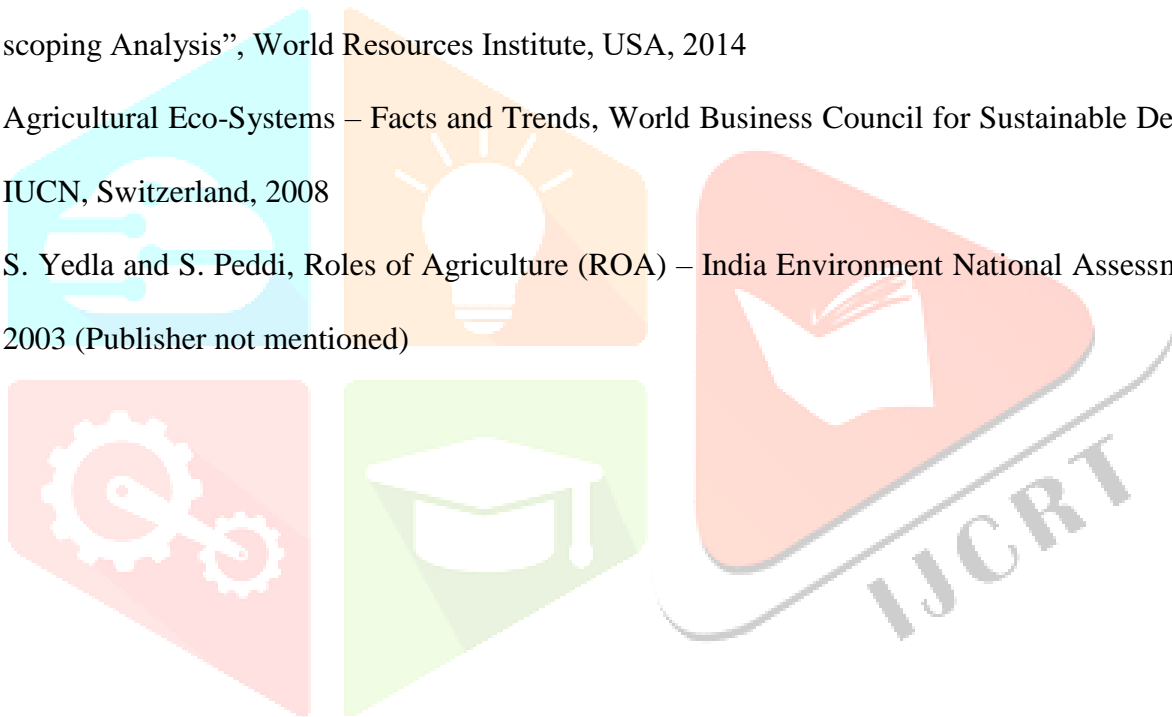 scoping Analysis”, World Resources Institute, USA, 2014
Agricultural Eco-Systems – Facts and Trends, World Business Council for Sustainable De
IUCN, Switzerland, 2008
S. Yedla and S. Peddi, Roles of Agriculture (ROA) – India Environment National Assessm
2003 (Publisher not mentioned)
IJCRT